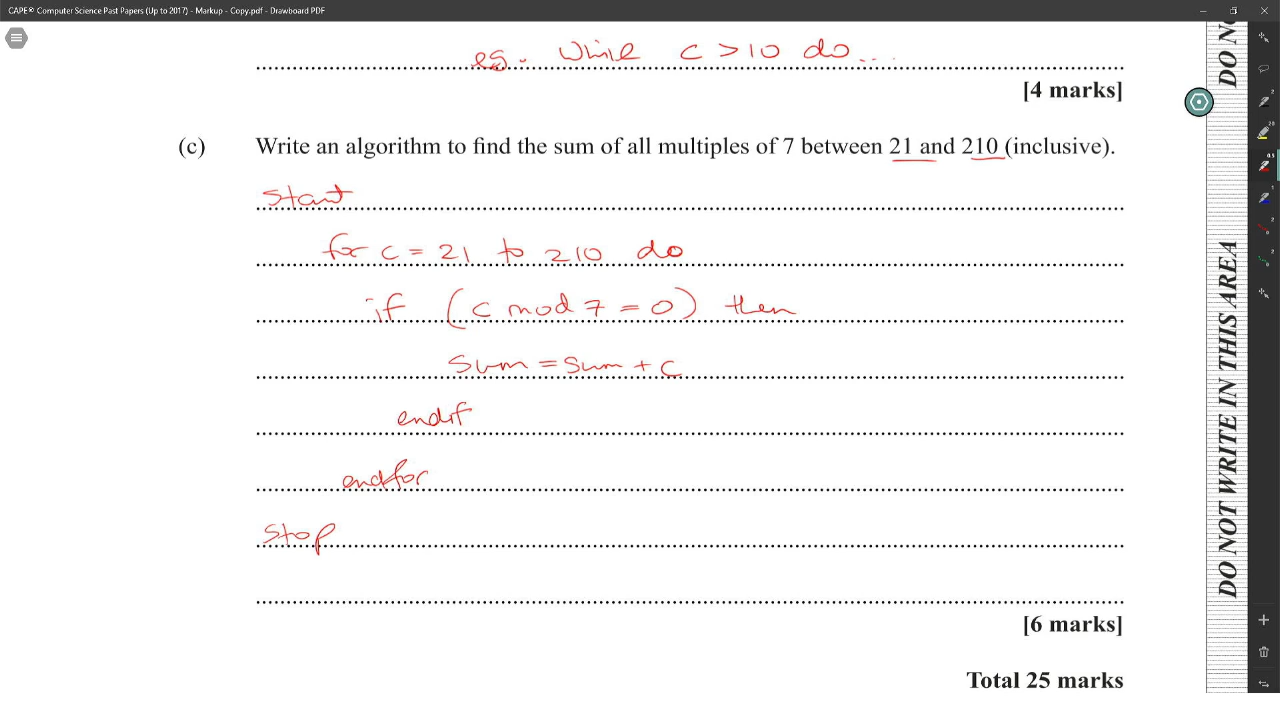 CAPE® Computer Science Past Papers (Up to 2017) - Markup - Copy.pdf - Drawboard PDF
eg. While c > 10 do...
[4 marks]
(c) Write an algorithm to find the sum of all multiples of 7 between 21 and 210 (inclusive).
Start
for c = 21 to 210 do
if (c mod 7 = 0) then
Sum = Sum + c
endif
endfor
Stop
[6 marks]
Total 25 marks
DO NO
DO NOT WRITE IN THIS AREA